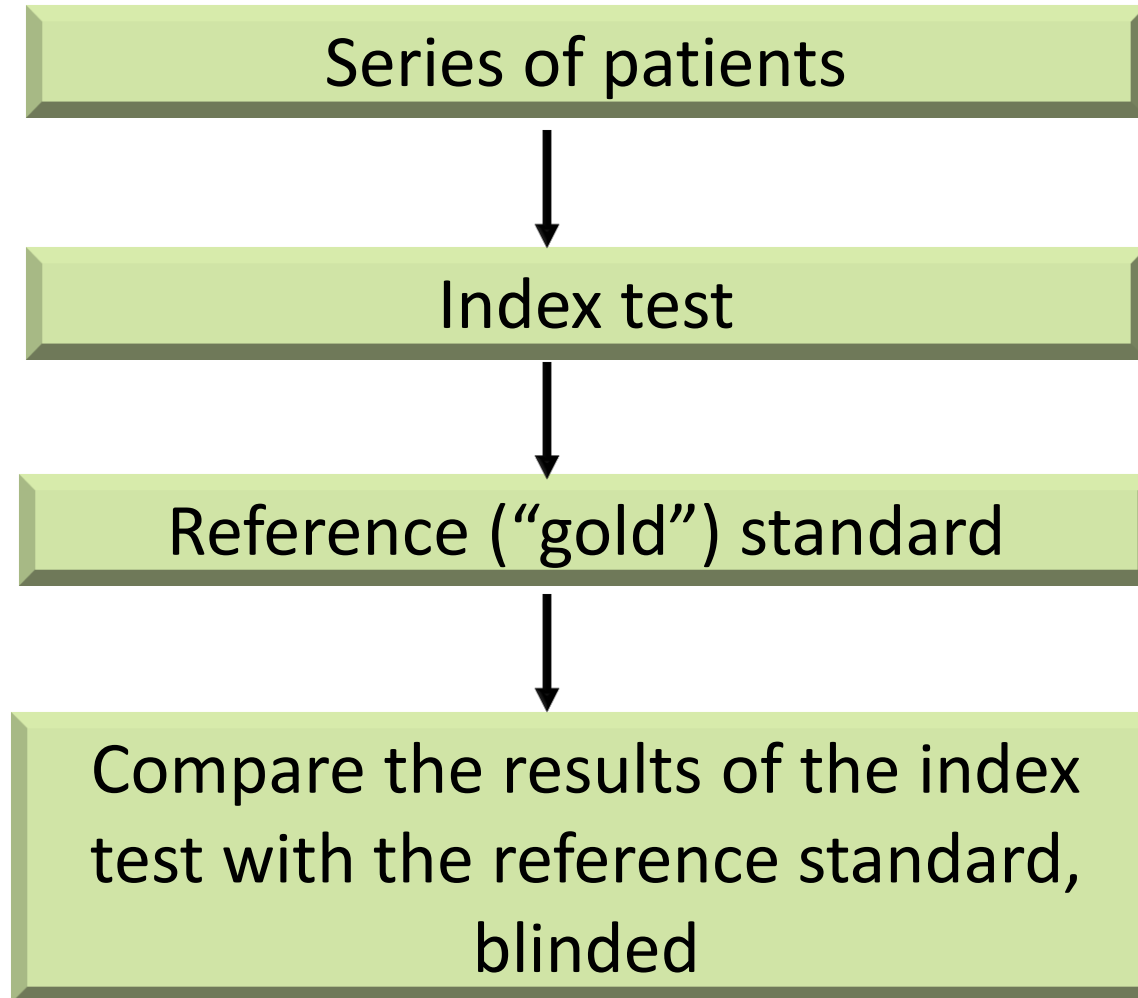 Series of patients
Index test
Reference (“gold”) standard
Compare the results of the index
test with the reference standard,
blinded